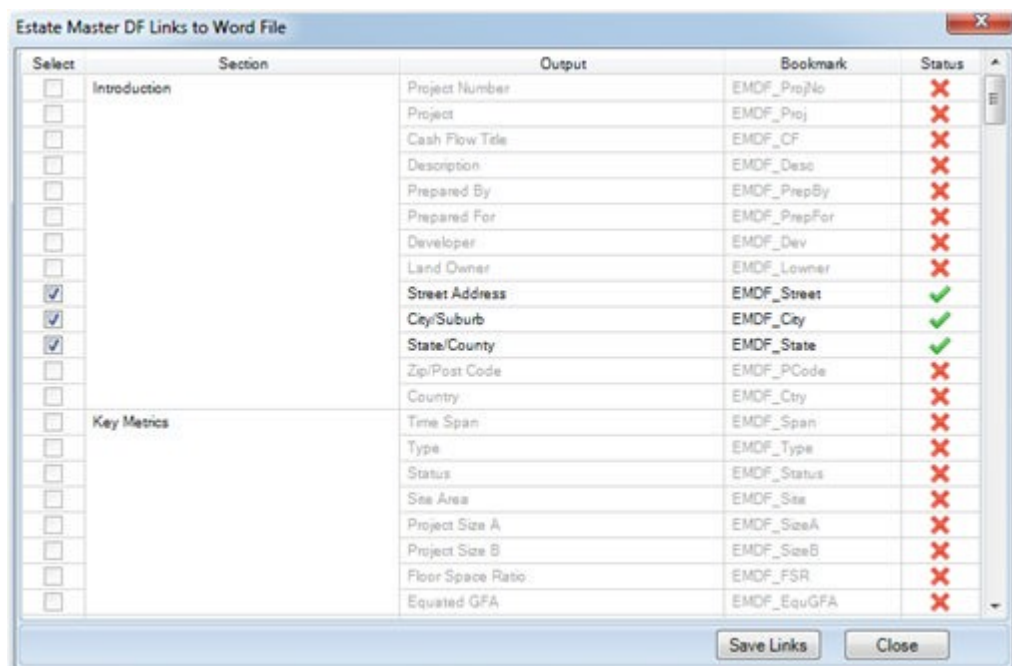 Estate Master DF Links to Word File
Select Section Output Bookmark Status
Introduction Project Number EMDF_ProjNo
Project EMDF_Proj
Cash Flow Title EMDF_CF
Description EMDF_Desc
Prepared By EMDF_PrepBy
Prepared For EMDF_PrepFor
Developer EMDF_Dev
Land Owner EMDF_Lowner
Street Address EMDF_Street
City/Suburb EMDF_City
State/County EMDF_State
Zip/Post Code EMDF_PCode
Country EMDF_Ctry
Key Metrics Time Span EMDF_Span
Type EMDF_Type
Status EMDF_Status
Site Area EMDF_Site
Project Size A EMDF_SizeA
Project Size B EMDF_SizeB
Floor Space Ratio EMDF_FSR
Equated GFA EMDF_EquGFA
Save Links Close